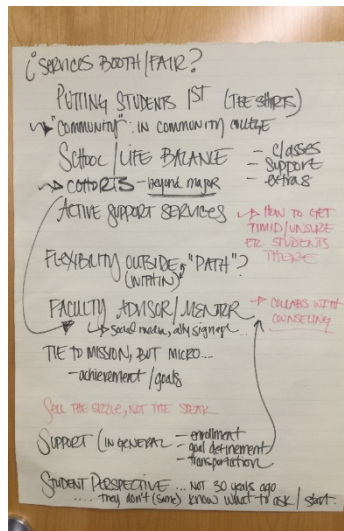 ¿SERVICES BOOTH/FAIR?
PUTTING STUDENTS 1ST (TEE SHIRTS)
"COMMUNITY" IN COMMUNITY COLLEGE
SCHOOL/LIFE BALANCE
- classes
- support
- extras
COHORTS - beyond major
ACTIVE SUPPORT SERVICES
HOW TO GET
TIMID/UNSURE
ETC STUDENTS
THERE
FLEXIBILITY OUTSIDE "PATH"?
(WITHIN)
FACULTY ADVISOR/MENTOR
social media, ally signup...
COLLABS WITH
COUNSELING
TIE TO MISSION, BUT MICRO...
- achievement/goals
SELL THE SIZZLE, NOT THE STEAK
SUPPORT (IN GENERAL
- enrollment
- goal definement
- transportation
STUDENT PERSPECTIVE ... NOT 30 years ago
..... they don't (some) know what to ask / start.